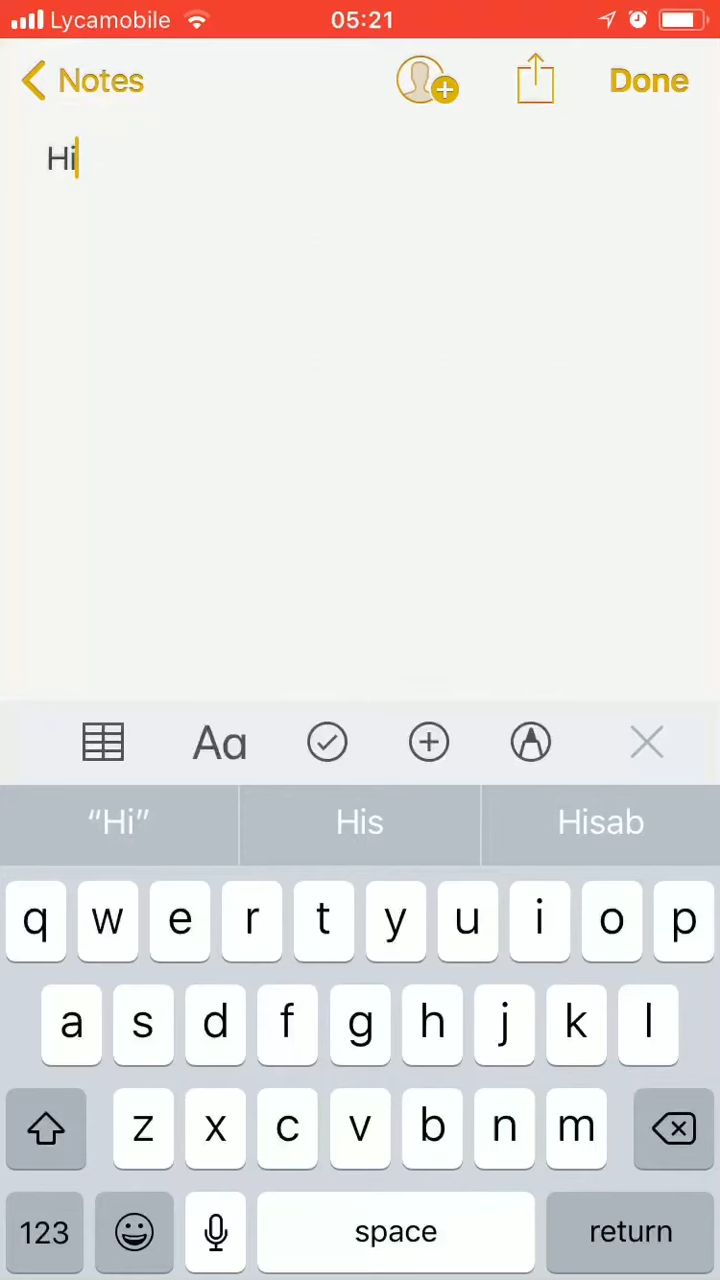 Lycamobile 05:21
Notes Done
Hi
Aa
“Hi” His Hisab
q w e r t y u i o p
a s d f g h j k l
z x c v b n m
123 space return